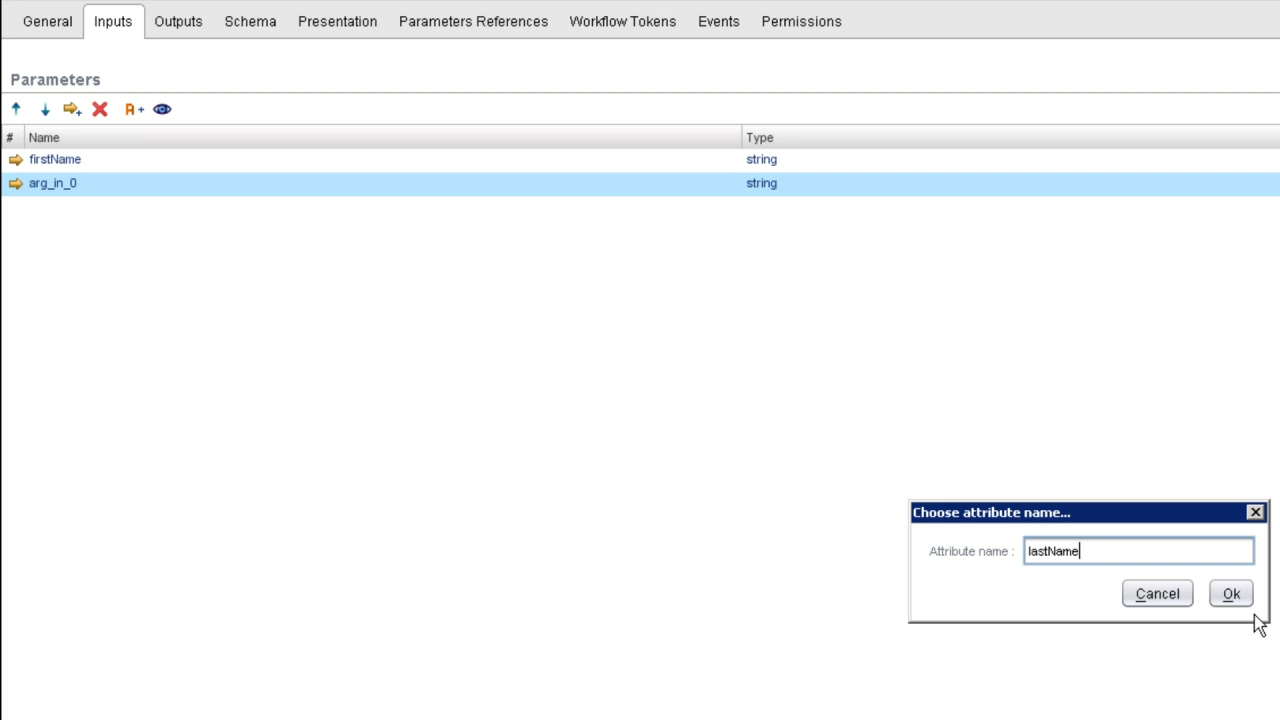 General Inputs Outputs Schema Presentation Parameters References Workflow Tokens Events Permissions
Parameters
# Name Type
firstName string
arg_in_0 string
Choose attribute name...
Attribute name : lastName
Cancel Ok